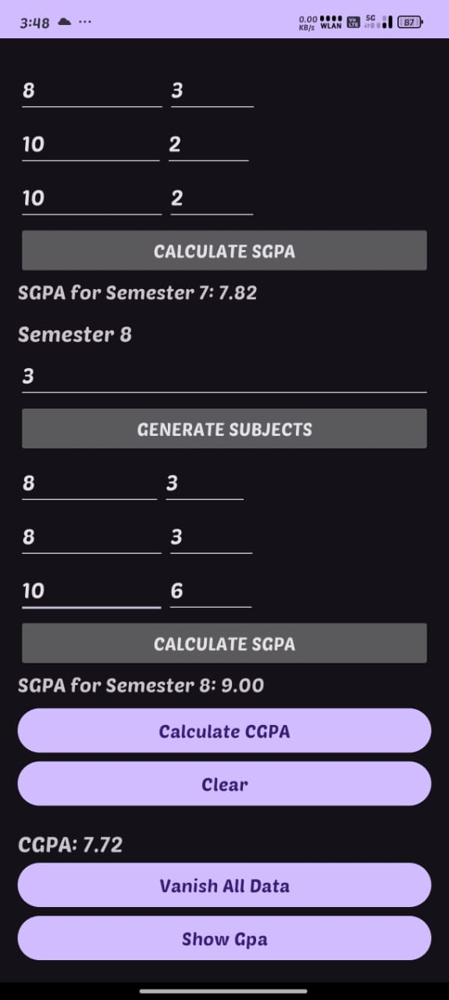 3:48 ... 0.00 KB/s WLAN Vo LTE 5G 87
8 3
10 2
10 2
CALCULATE SGPA
SGPA for Semester 7: 7.82
Semester 8
3
GENERATE SUBJECTS
8 3
8 3
10 6
CALCULATE SGPA
SGPA for Semester 8: 9.00
Calculate CGPA
Clear
CGPA: 7.72
Vanish All Data
Show Gpa